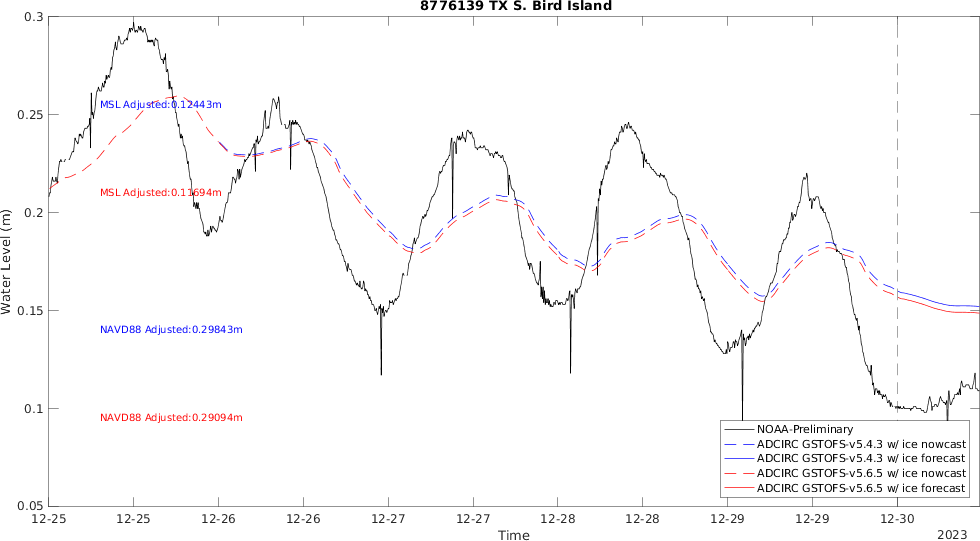 8776139 TX S. Bird Island
0.3
0.25
0.2
0.15
0.1
0.05
Water Level (m)
MSL Adjusted:0.12443m
MSL Adjusted:0.11694m
NAVD88 Adjusted:0.29843m
NAVD88 Adjusted:0.29094m
NOAA-Preliminary
ADCIRC GSTOFS-v5.4.3 w/ ice nowcast
ADCIRC GSTOFS-v5.4.3 w/ ice forecast
ADCIRC GSTOFS-v5.6.5 w/ ice nowcast
ADCIRC GSTOFS-v5.6.5 w/ ice forecast
12-25 12-25 12-26 12-26 12-27 12-27 12-28 12-28 12-29 12-29 12-30
Time
2023